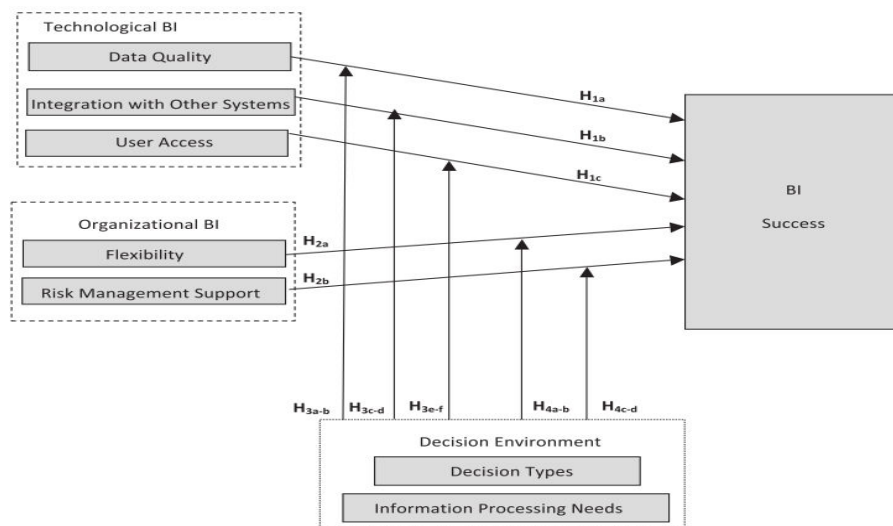 Technological BI
Data Quality
Integration with Other Systems
User Access
H1a
H1b
H1c
BI
Success
Organizational BI
Flexibility
Risk Management Support
H2a
H2b
H3a-b
H3c-d
H3e-f
H4a-b
H4c-d
Decision Environment
Decision Types
Information Processing Needs